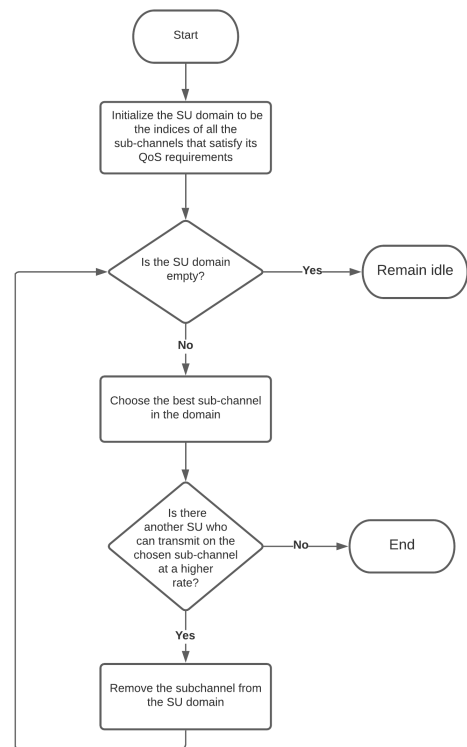 Start
Initialize the SU domain to be
the indices of all the
sub-channels that satisfy its
QoS requirements
Is the SU domain
empty?
Yes
Remain idle
No
Choose the best sub-channel
in the domain
Is there
another SU who
can transmit on the
chosen sub-channel
at a higher
rate?
No
End
Yes
Remove the subchannel from
the SU domain